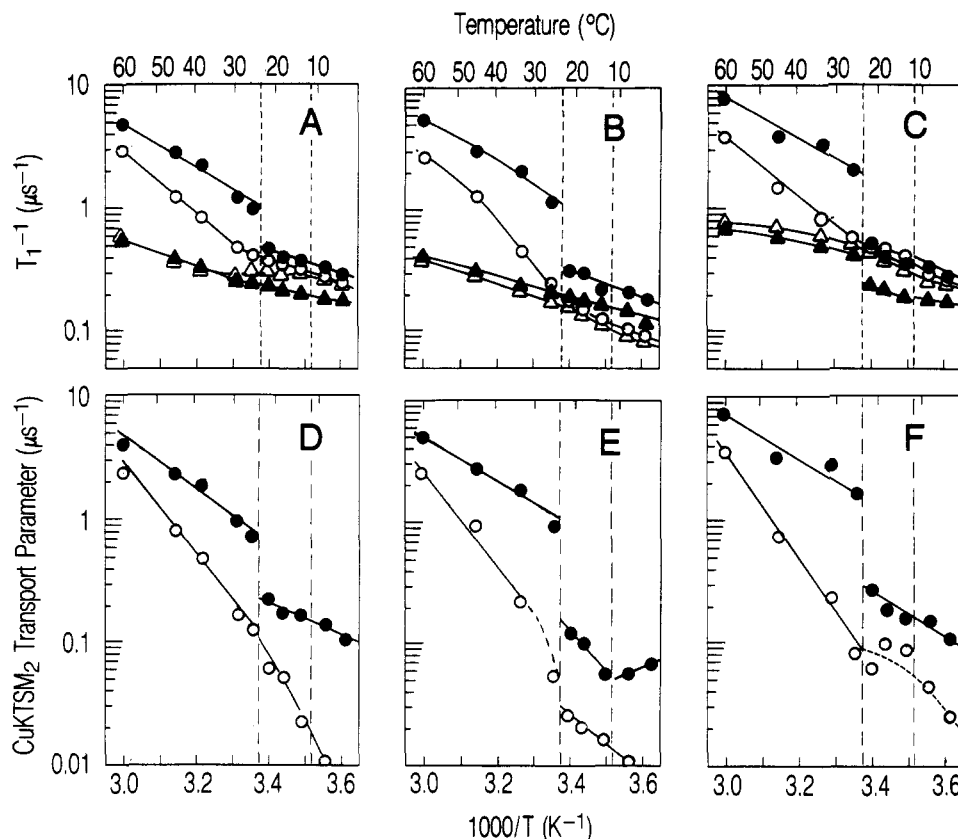 Temperature (°C)
60 50 40 30 20 10
60 50 40 30 20 10
60 50 40 30 20 10
T₁⁻¹ (μs⁻¹)
10
1
0.1
A
B
C
CuKTSM₂ Transport Parameter (μs⁻¹)
10
1
0.1
0.01
D
E
F
3.0 3.2 3.4 3.6
3.0 3.2 3.4 3.6
3.0 3.2 3.4 3.6
1000/T (K⁻¹)